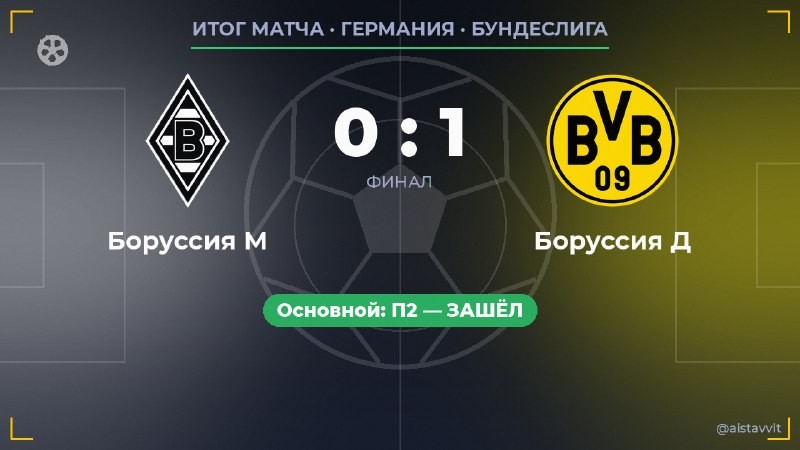 ИТОГ МАТЧА · ГЕРМАНИЯ · БУНДЕСЛИГА
B
0 : 1
BVB
09
ФИНАЛ
Боруссия М
Боруссия Д
Основной: П2 — ЗАШЁЛ
@aistavvit